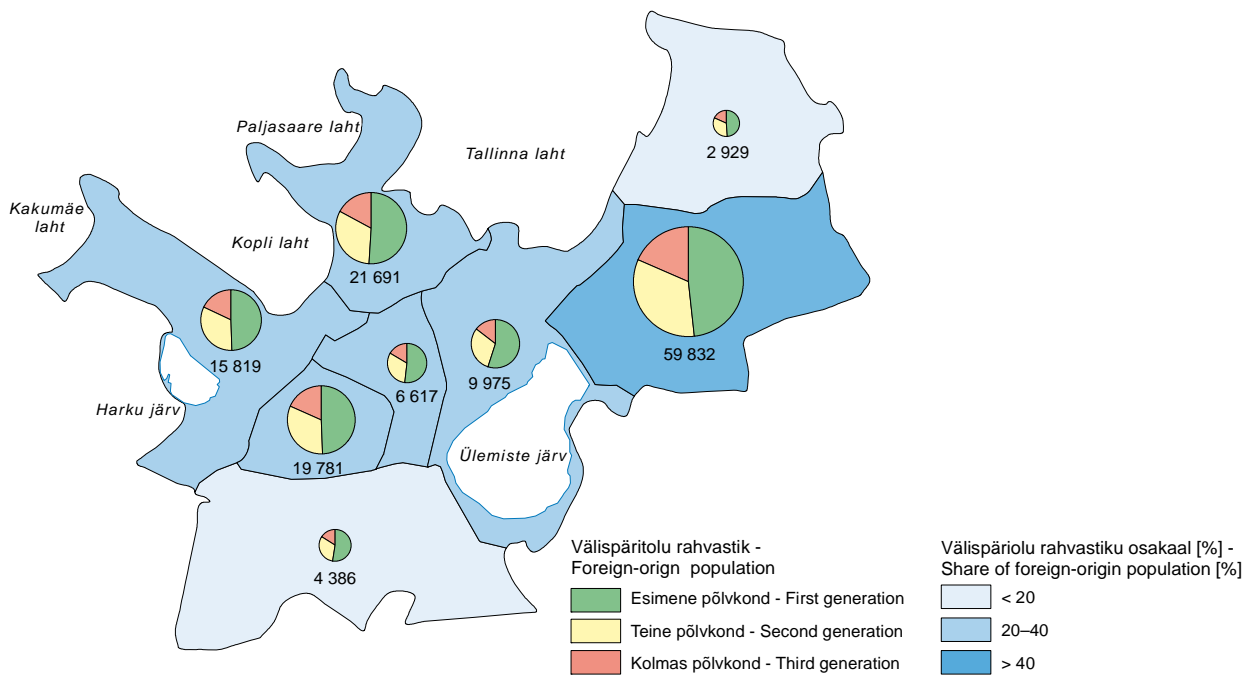 2 929
Paljasaare laht
Tallinna laht
Kakumäe
laht
Kopli laht
21 691
59 832
15 819
6 617
9 975
Harku järv
19 781
Ülemiste järv
4 386
Välispäritolu rahvastik -
Foreign-orign population
Esimene põlvkond - First generation
Teine põlvkond - Second generation
Kolmas põlvkond - Third generation
Välispäriolu rahvastiku osakaal [%] -
Share of foreign-origin population [%]
< 20
20–40
> 40